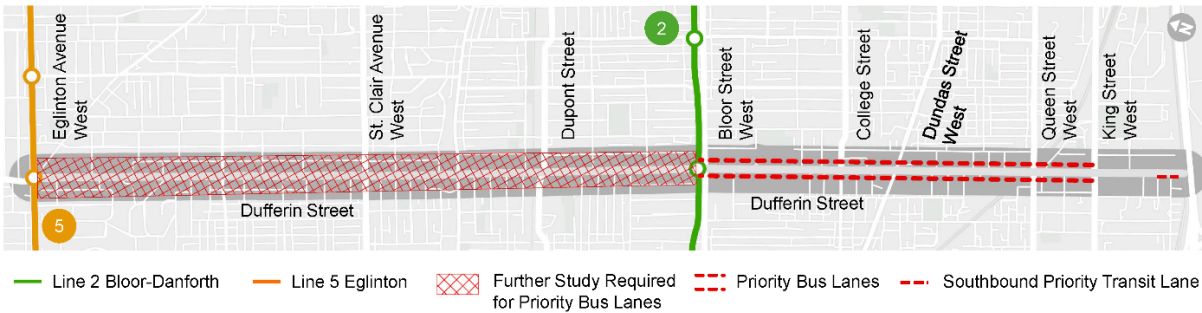 Eglinton Avenue
West
St. Clair Avenue
West
Dupont Street
2
Bloor Street
West
College Street
Dundas Street
West
Queen Street
West
King Street
West
N
Dufferin Street
Dufferin Street
5
Line 2 Bloor-Danforth
Line 5 Eglinton
Further Study Required
for Priority Bus Lanes
Priority Bus Lanes
Southbound Priority Transit Lane